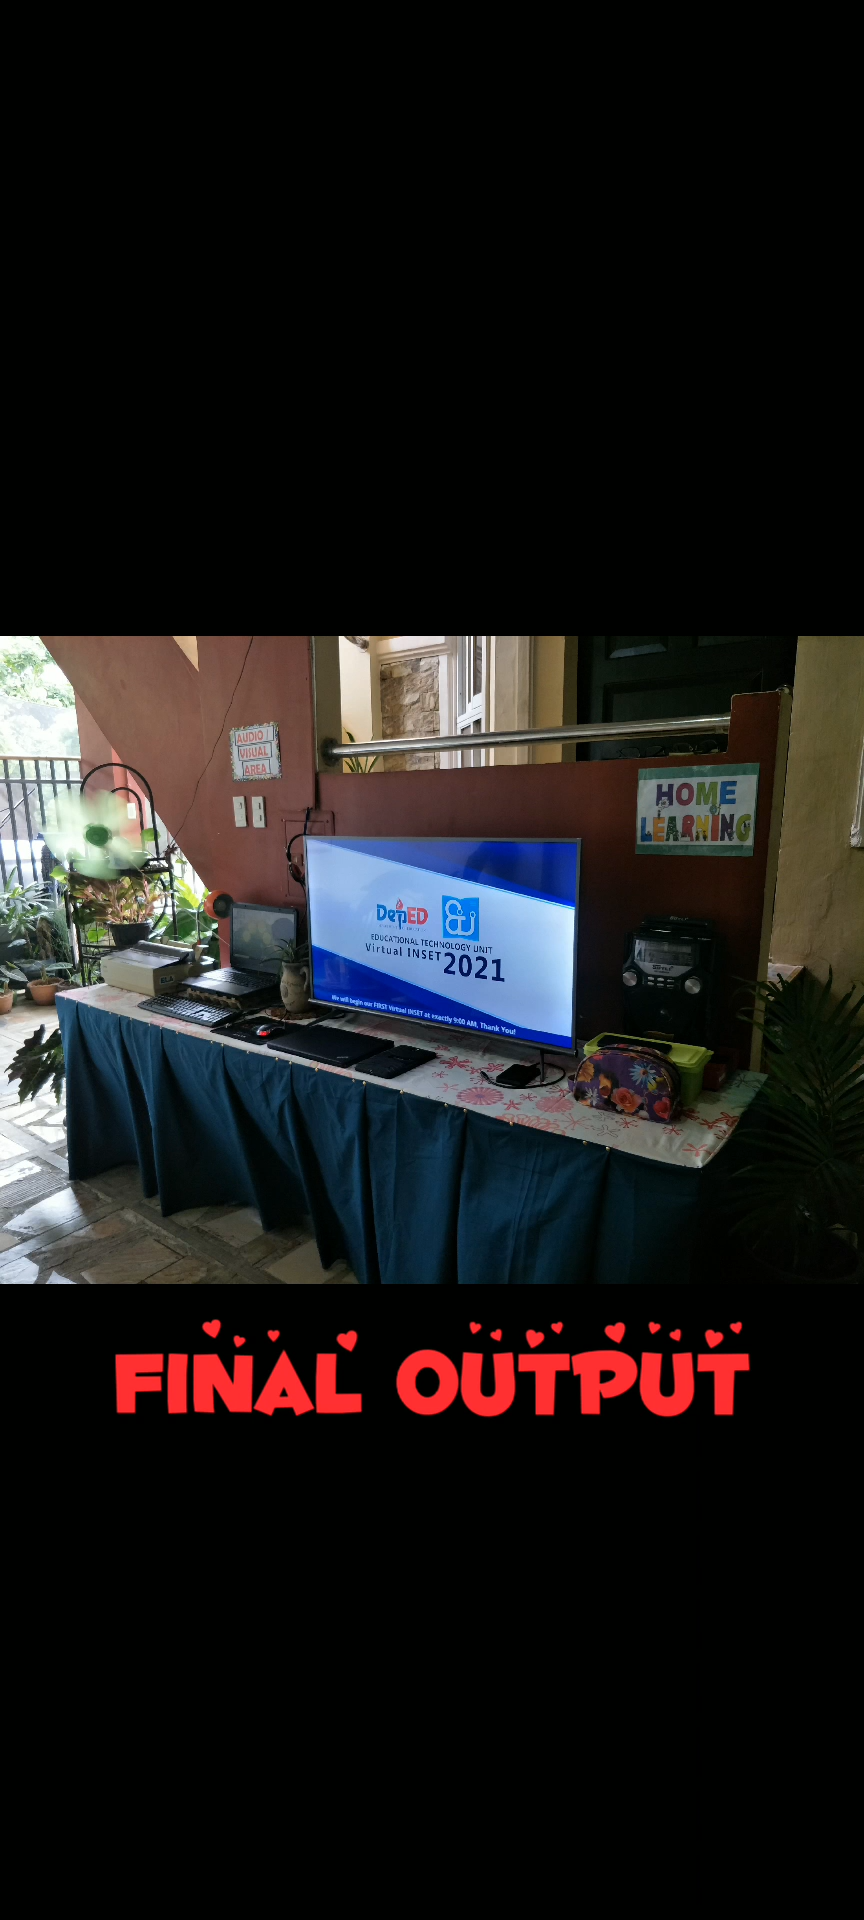 AUDIO
VISUAL
AREA
HOME
LEARNING
DepED
EDUCATIONAL TECHNOLOGY UNIT
Virtual INSET 2021
We will begin our FIRST Virtual INSET at exactly 9:00 AM, Thank You!
FINAL OUTPUT